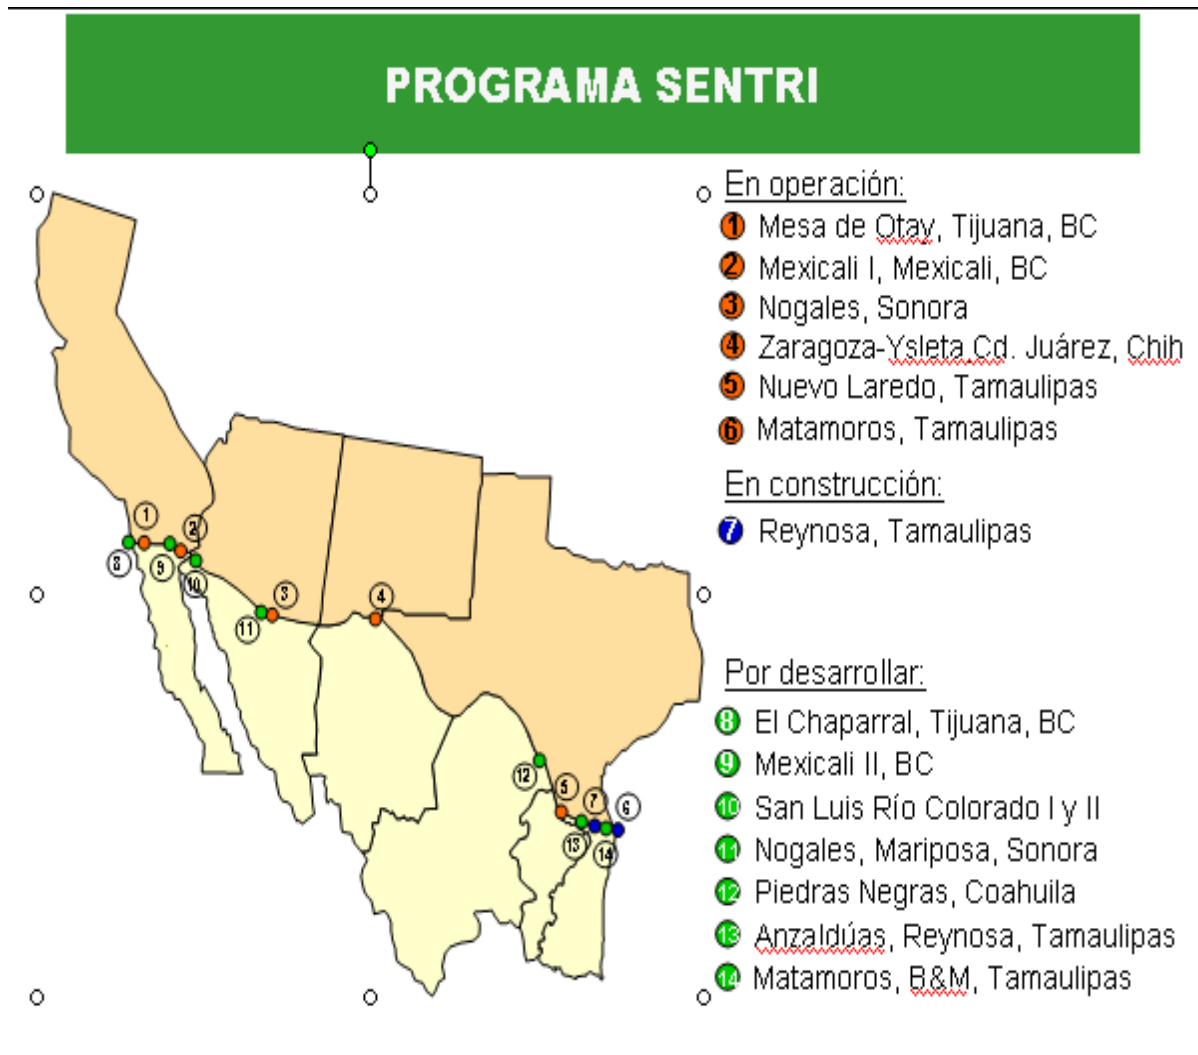 PROGRAMA SENTRI
En operación:
1 Mesa de Otay, Tijuana, BC
2 Mexicali I, Mexicali, BC
3 Nogales, Sonora
4 Zaragoza-Ysleta,Cd. Juárez, Chih
5 Nuevo Laredo, Tamaulipas
6 Matamoros, Tamaulipas
En construcción:
7 Reynosa, Tamaulipas
Por desarrollar:
8 El Chaparral, Tijuana, BC
9 Mexicali II, BC
10 San Luis Río Colorado I y II
11 Nogales, Mariposa, Sonora
12 Piedras Negras, Coahuila
13 Anzaldúas, Reynosa, Tamaulipas
14 Matamoros, B&M, Tamaulipas
1
2
8
9
10
3
11
4
12
5
7
6
13
14